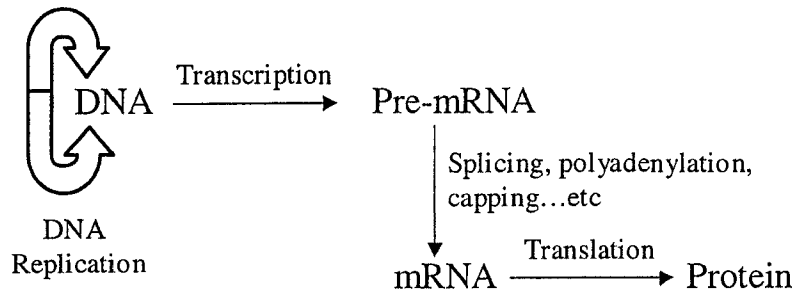 DNA
Transcription
Pre-mRNA
Splicing, polyadenylation,
capping...etc
DNA
Replication
mRNA
Translation
Protein